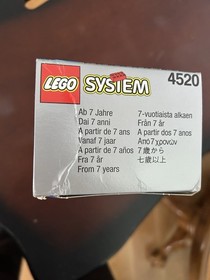 LEGO SYSTEM 4520
Ab 7 Jahre
Dai 7 anni
A partir de 7 ans
Vanaf 7 jaar
A partir de 7 años
Fra 7 år
From 7 years
7-vuotiaista alkaen
Från 7 år
A partir dos 7 anos
Από 7 χρονών
7歳から
七歲以上